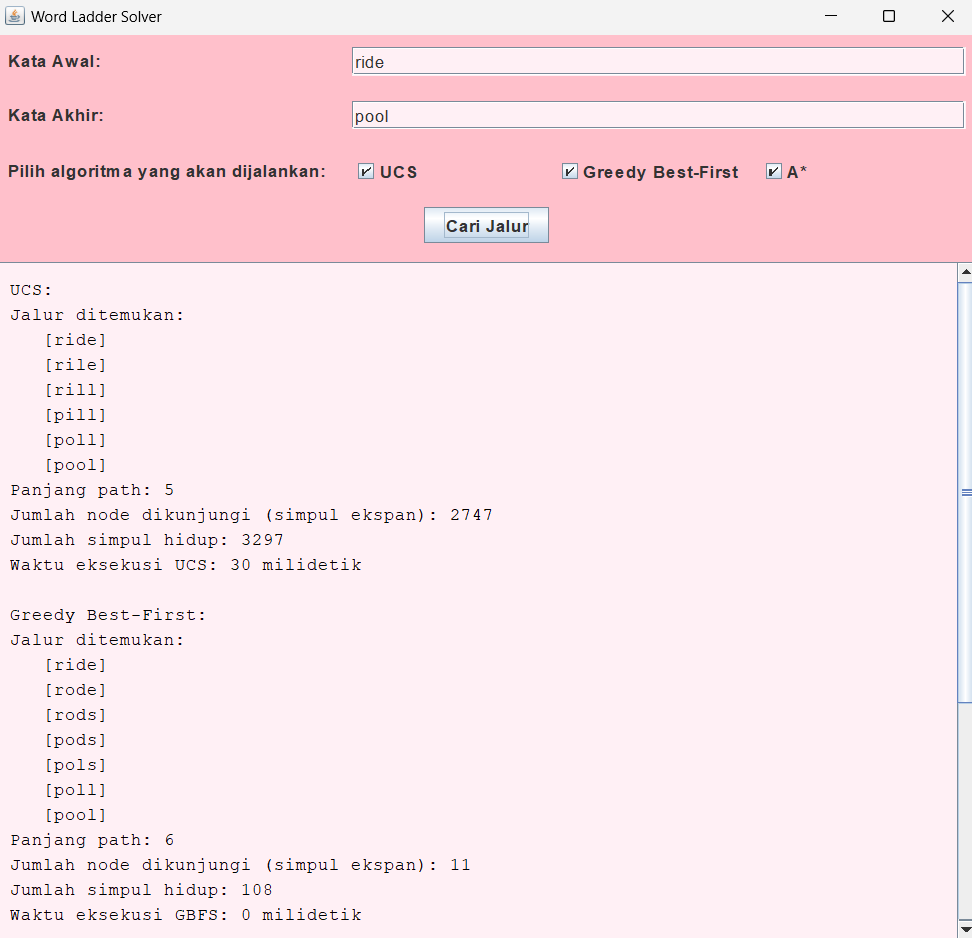 Word Ladder Solver
Kata Awal: ride
Kata Akhir: pool
Pilih algoritma yang akan dijalankan: UCS Greedy Best-First A*
Cari Jalur
UCS:
Jalur ditemukan:
[ride]
[rile]
[rill]
[pill]
[poll]
[pool]
Panjang path: 5
Jumlah node dikunjungi (simpul ekspan): 2747
Jumlah simpul hidup: 3297
Waktu eksekusi UCS: 30 milidetik
Greedy Best-First:
Jalur ditemukan:
[ride]
[rode]
[rods]
[pods]
[pols]
[poll]
[pool]
Panjang path: 6
Jumlah node dikunjungi (simpul ekspan): 11
Jumlah simpul hidup: 108
Waktu eksekusi GBFS: 0 milidetik